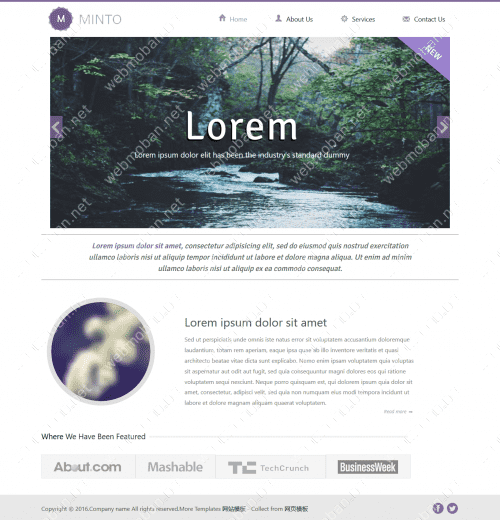 M MINTO
Home About Us Services Contact Us
NEW
Lorem
Lorem ipsum dolor elit has been the industry's standard dummy
Lorem ipsum dolor sit amet, consectetur adipisicing elit, sed do eiusmod quis nostrud exercitation
ullamco laboris nisi ut aliquip tempor incididunt ut labore et dolore magna aliqua. Ut enim ad minim
ullamco laboris nisi ut aliquip ex ea commodo consequat.
Lorem ipsum dolor sit amet
Sed ut perspiciatis unde omnis iste natus error sit voluptatem accusantium doloremque
laudantium, totam rem aperiam, eaque ipsa quae ab illo inventore veritatis et quasi
architecto beatae vitae dicta sunt explicabo. Nemo enim ipsam voluptatem quia voluptas
sit aspernatur aut odit aut fugit, sed quia consequuntur magni dolores eos qui ratione
voluptatem sequi nesciunt. Neque porro quisquam est, qui dolorem ipsum quia dolor sit
amet, consectetur, adipisci velit, sed quia non numquam eius modi tempora incidunt ut
labore et dolore magnam aliquam quaerat voluptatem.
Read more
Where We Have Been Featured
About.com Mashable TC TechCrunch BusinessWeek
Copyright © 2016.Company name All rights reserved.More Templates 网站模板 - Collect from 网页模板
webmoban.net